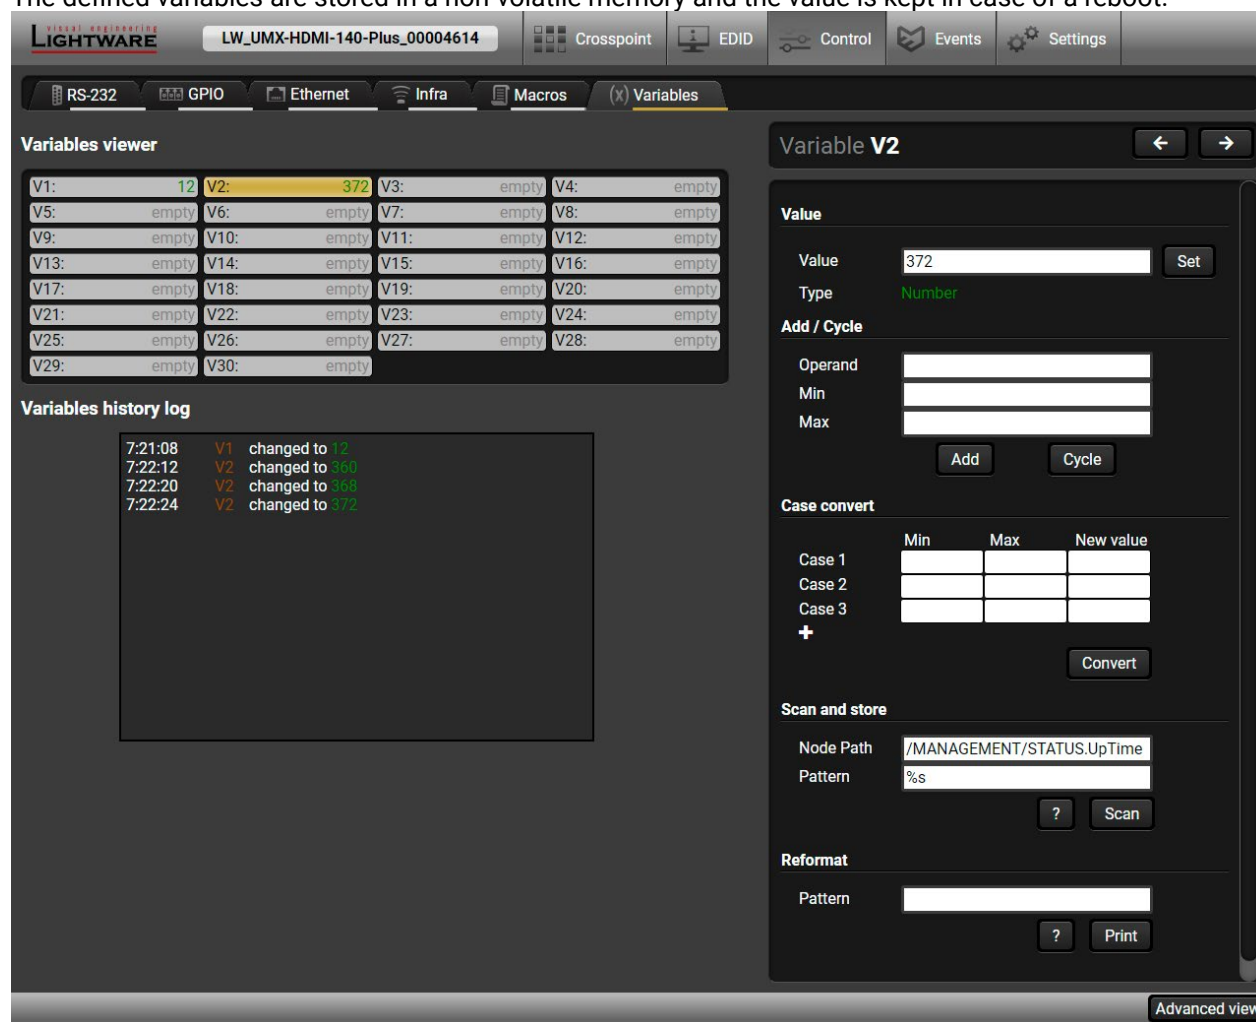 The defined variables are stored in a non volatile memory and the value is kept in case of a reboot.
visual engineering
LIGHTWARE
LW_UMX-HDMI-140-Plus_00004614
Crosspoint
EDID
Control
Events
Settings
RS-232
GPIO
Ethernet
Infra
Macros
(x) Variables
Variables viewer
V1: 12 V2: 372 V3: empty V4: empty
V5: empty V6: empty V7: empty V8: empty
V9: empty V10: empty V11: empty V12: empty
V13: empty V14: empty V15: empty V16: empty
V17: empty V18: empty V19: empty V20: empty
V21: empty V22: empty V23: empty V24: empty
V25: empty V26: empty V27: empty V28: empty
V29: empty V30: empty
Variables history log
7:21:08 V1 changed to 12
7:22:12 V2 changed to 360
7:22:20 V2 changed to 368
7:22:24 V2 changed to 372
Variable V2
Value
Value 372 Set
Type Number
Add / Cycle
Operand
Min
Max
Add Cycle
Case convert
Min Max New value
Case 1
Case 2
Case 3
Convert
Scan and store
Node Path /MANAGEMENT/STATUS.UpTime
Pattern %s
? Scan
Reformat
Pattern
? Print
Advanced view